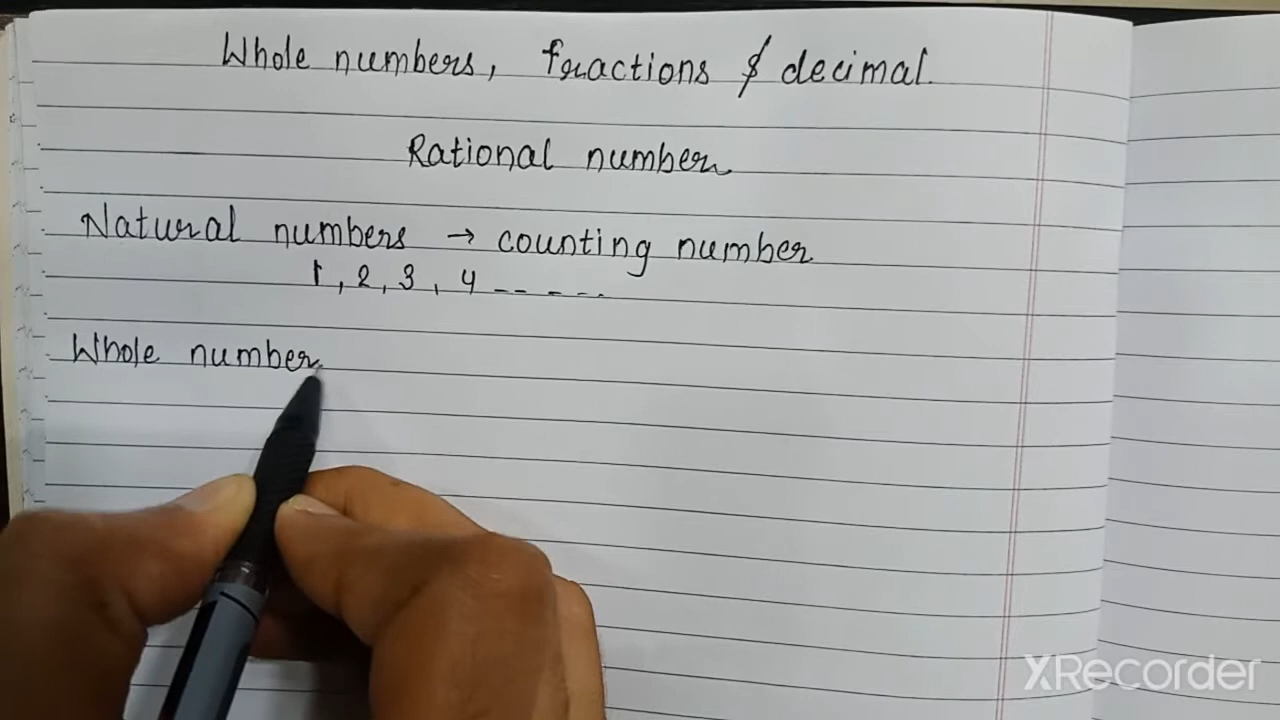 Whole numbers, fractions & decimal.
Rational number
Natural numbers → counting number
1, 2, 3, 4 -- - - --
Whole number
XRecorder